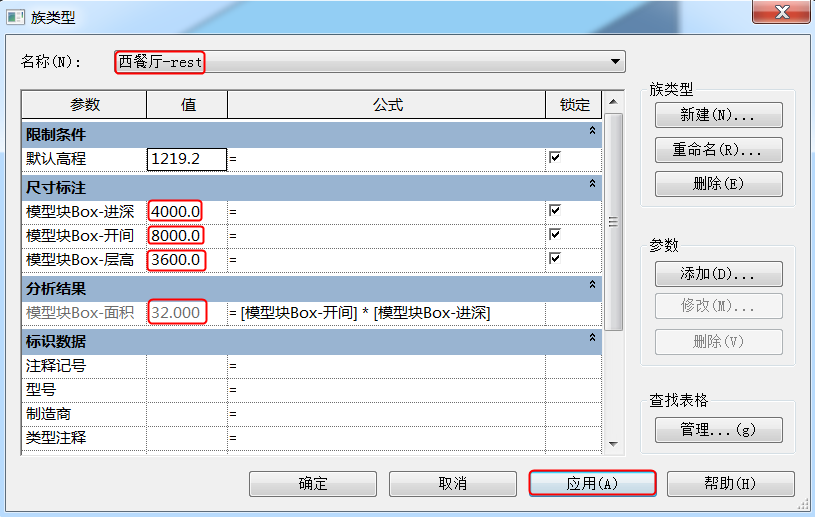 族类型
名称(N): 西餐厅-rest
参数 值 公式 锁定
限制条件
默认高程 1219.2 =
尺寸标注
模型块Box-进深 4000.0 =
模型块Box-开间 8000.0 =
模型块Box-层高 3600.0 =
分析结果
模型块Box-面积 32.000 = [模型块Box-开间] * [模型块Box-进深]
标识数据
注释记号 =
型号 =
制造商 =
类型注释 =
族类型
新建(N)...
重命名(R)...
删除(E)
参数
添加(D)...
修改(M)...
删除(V)
查找表格
管理...(g)
确定 取消 应用(A) 帮助(H)